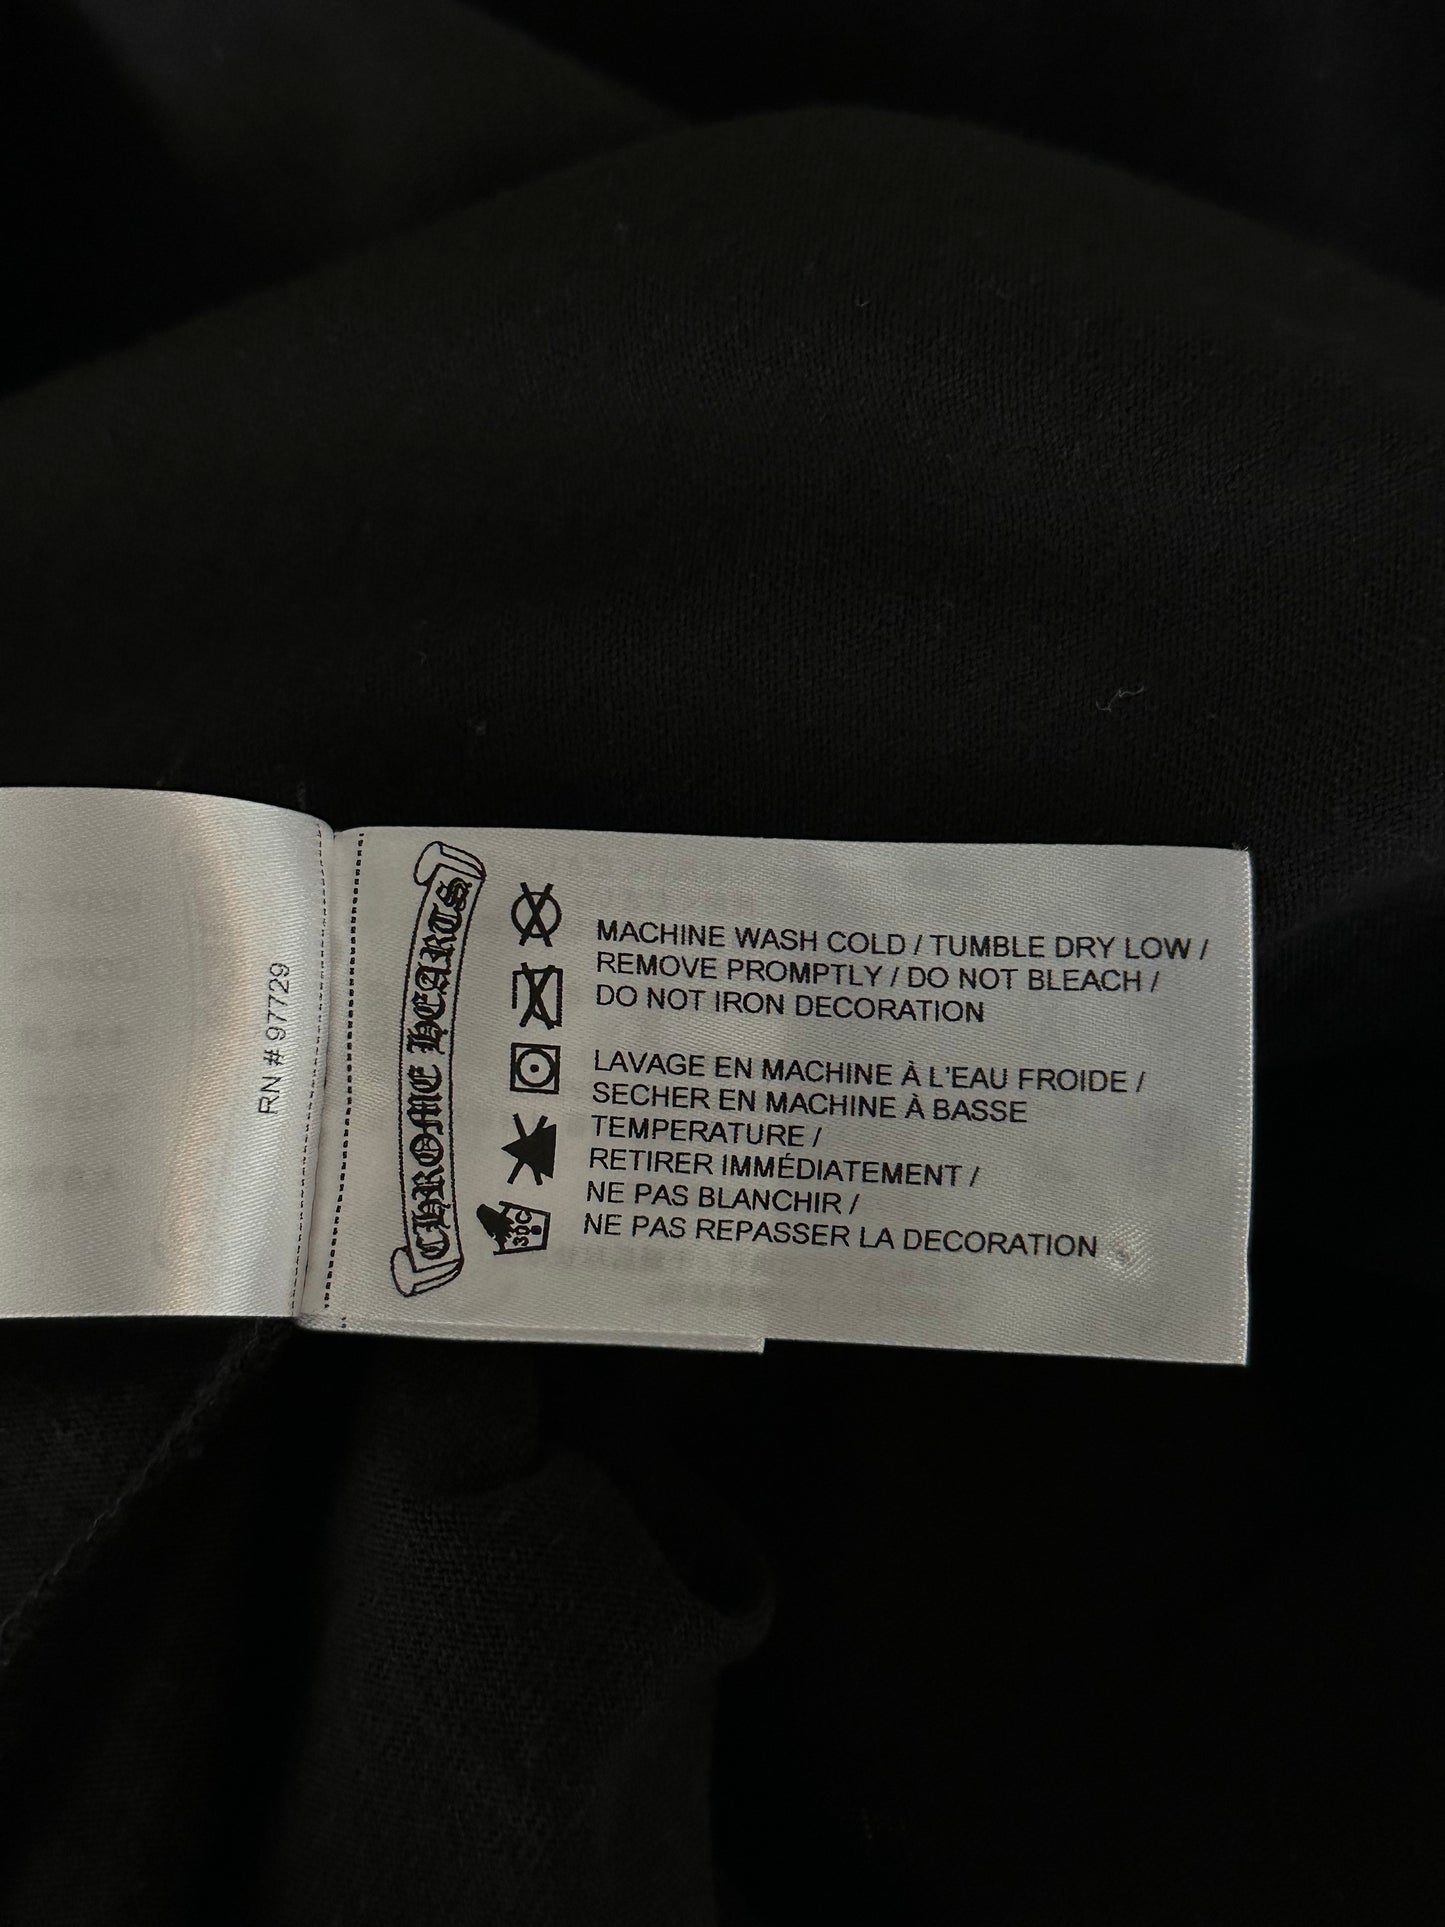 RN # 97729
CHROME HEARTS
MACHINE WASH COLD / TUMBLE DRY LOW /
REMOVE PROMPTLY / DO NOT BLEACH /
DO NOT IRON DECORATION
LAVAGE EN MACHINE À L'EAU FROIDE /
SECHER EN MACHINE À BASSE
TEMPERATURE /
RETIRER IMMÉDIATEMENT /
NE PAS BLANCHIR /
NE PAS REPASSER LA DECORATION
30C